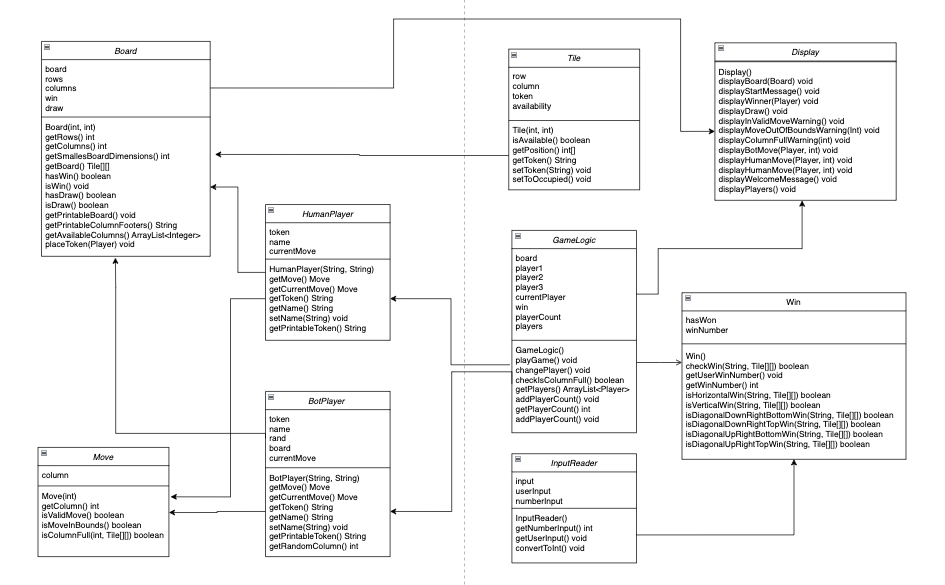 Board
board
rows
columns
win
draw
Board(int, int)
getRows() int
getColumns() int
getSmallesBoardDimensions() int
getBoard() Tile[][]
hasWin() boolean
isWin() void
hasDraw() boolean
isDraw() boolean
getPrintableBoard() void
getPrintableColumnFooters() String
getAvailableColumns() ArrayList<Integer>
placeToken(Player) void
Tile
row
column
token
availability
Tile(int, int)
isAvailable() boolean
getPosition() int[]
getToken() String
setToken(String) void
setToOccupied() void
Display
Display()
displayBoard(Board) void
displayStartMessage() void
displayWinner(Player) void
displayDraw() void
displayInValidMoveWarning() void
displayMoveOutOfBoundsWarning(Int) void
displayColumnFullWarning(int) void
displayBotMove(Player, int) void
displayHumanMove(Player, int) void
displayHumanMove(Player, int) void
displayWelcomeMessage() void
displayPlayers() void
HumanPlayer
token
name
currentMove
HumanPlayer(String, String)
getMove() Move
getCurrentMove() Move
getToken() String
getName() String
setName(String) void
getPrintableToken() String
GameLogic
board
player1
player2
player3
currentPlayer
win
playerCount
players
GameLogic()
playGame() void
changePlayer() void
checkIsColumnFull() boolean
getPlayers() ArrayList<Player>
addPlayerCount() void
getPlayerCount() int
addPlayerCount() void
Win
hasWon
winNumber
Win()
checkWin(String, Tile[][]) boolean
getUserWinNumber() void
getWinNumber() int
isHorizontalWin(String, Tile[][]) boolean
isVerticalWin(String, Tile[][]) boolean
isDiagonalDownRightBottomWin(String, Tile[][]) boolean
isDiagonalDownRightTopWin(String, Tile[][]) boolean
isDiagonalUpRightBottomWin(String, Tile[][]) boolean
isDiagonalUpRightTopWin(String, Tile[][]) boolean
BotPlayer
token
name
rand
board
currentMove
BotPlayer(String, String)
getMove() Move
getCurrentMove() Move
getToken() String
getName() String
setName(String) void
getPrintableToken() String
getRandomColumn() int
Move
column
Move(int)
getColumn() int
isValidMove() boolean
isMoveInBounds() boolean
isColumnFull(int, Tile[][]) boolean
InputReader
input
userInput
numberInput
InputReader()
getNumberInput() int
getUserInput() void
convertToInt() void